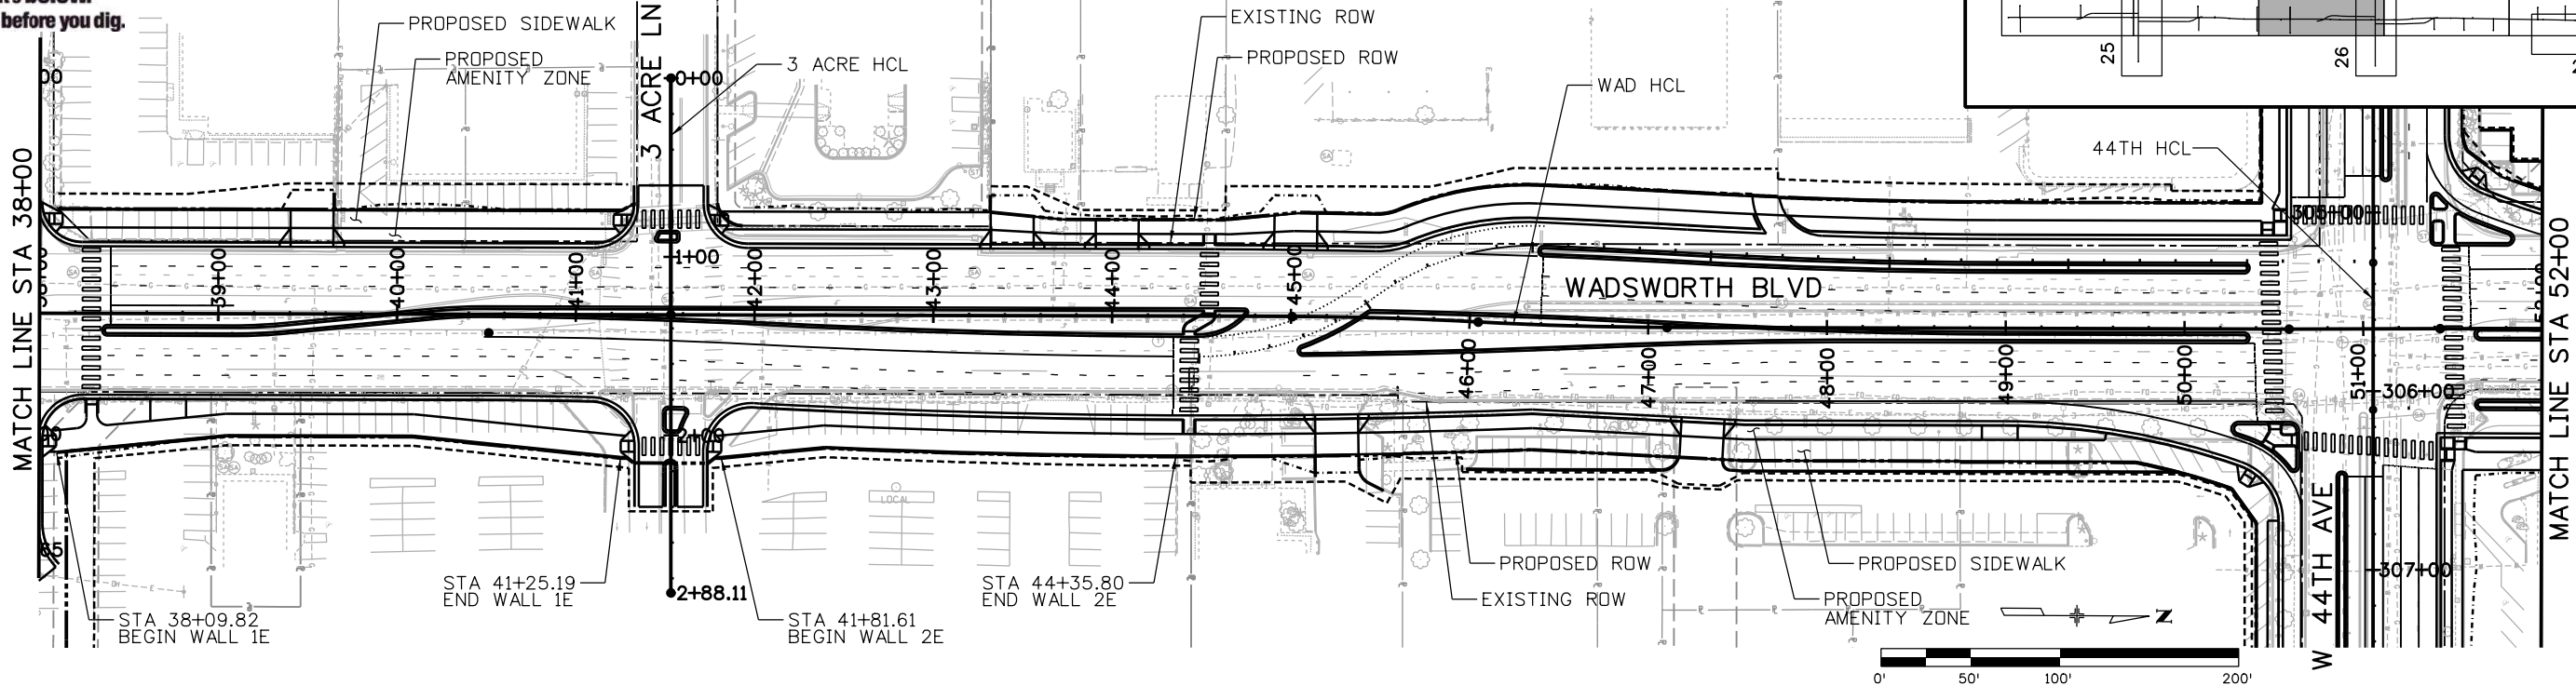 before you dig.
PROPOSED SIDEWALK
PROPOSED
AMENITY ZONE
3 ACRE LN
0+00
3 ACRE HCL
EXISTING ROW
PROPOSED ROW
WAD HCL
25
26
44TH HCL
MATCH LINE STA 38+00
MATCH LINE STA 52+00
39+00
40+00
41+00
1+00
42+00
43+00
44+00
45+00
WADSWORTH BLVD
46+00
47+00
48+00
49+00
50+00
51+00
306+00
307+00
2+88.11
LOCAL
STA 38+09.82
BEGIN WALL 1E
STA 41+25.19
END WALL 1E
STA 41+81.61
BEGIN WALL 2E
STA 44+35.80
END WALL 2E
PROPOSED ROW
EXISTING ROW
PROPOSED SIDEWALK
PROPOSED
AMENITY ZONE
N
W 44TH AVE
0'
50'
100'
200'